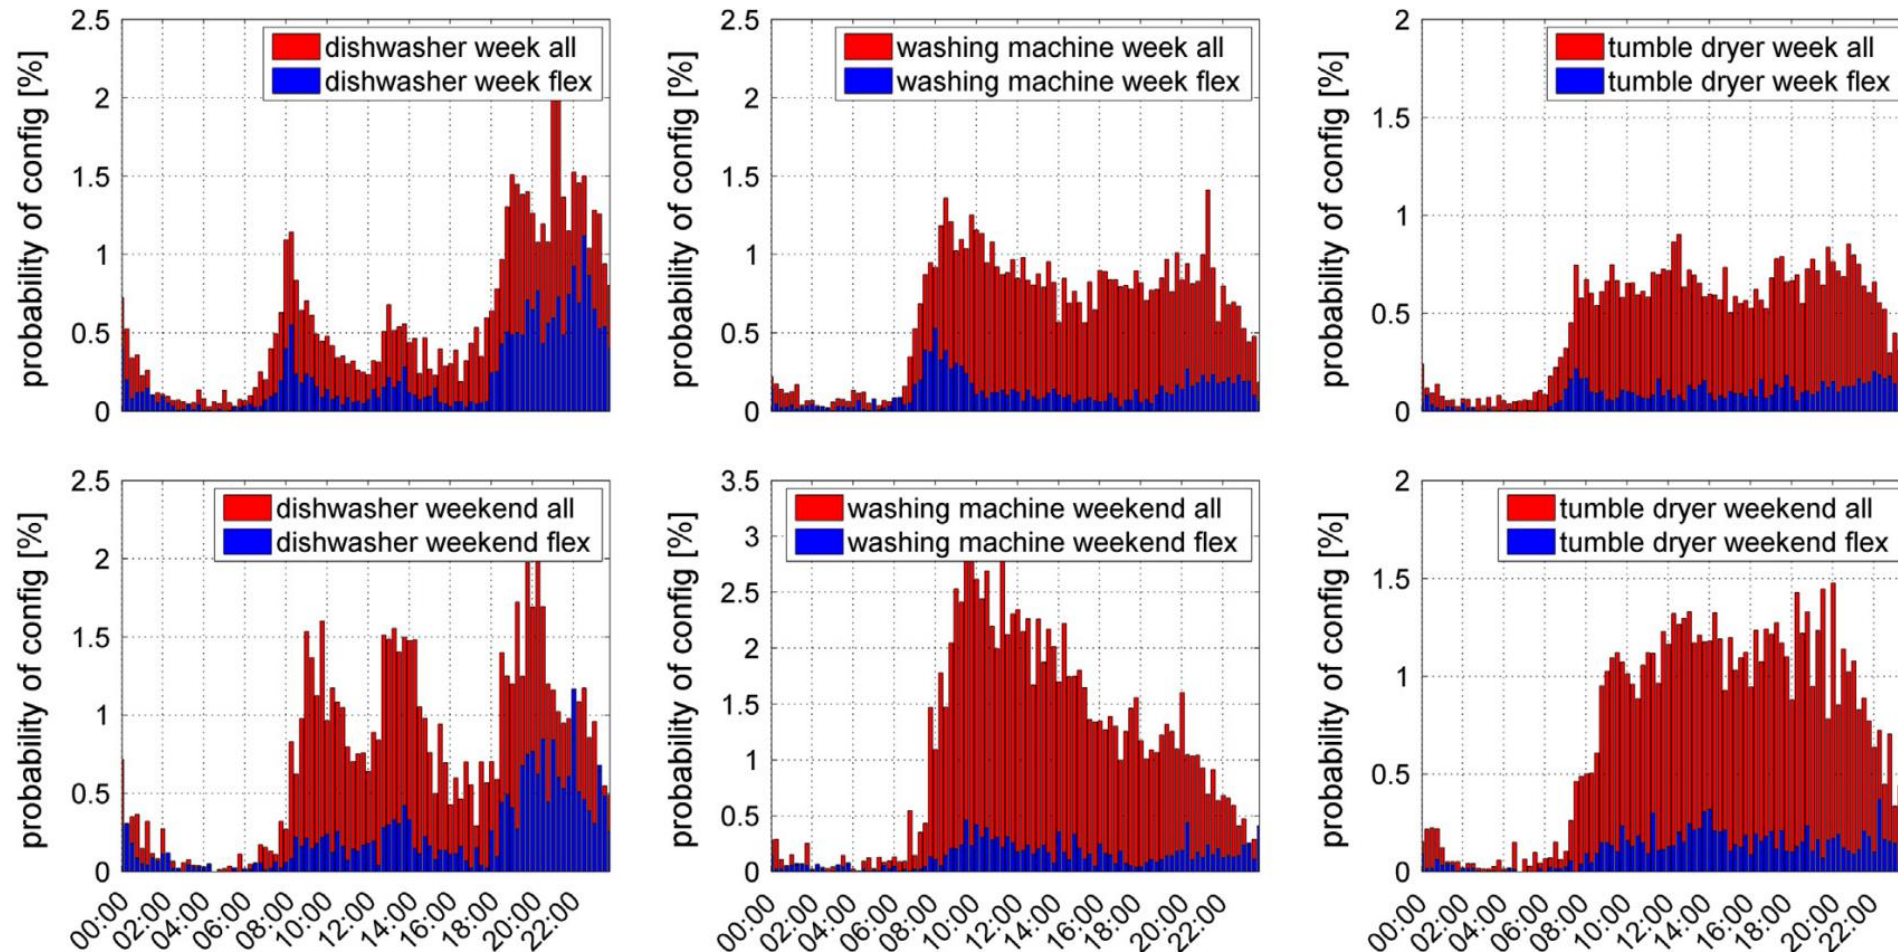 probability of config [%]
2.5
2
1.5
1
0.5
0
dishwasher week all
dishwasher week flex
probability of config [%]
2.5
2
1.5
1
0.5
0
washing machine week all
washing machine week flex
probability of config [%]
2
1.5
1
0.5
0
tumble dryer week all
tumble dryer week flex
probability of config [%]
2.5
2
1.5
1
0.5
0
dishwasher weekend all
dishwasher weekend flex
00:00 02:00 04:00 06:00 08:00 10:00 12:00 14:00 16:00 18:00 20:00 22:00
probability of config [%]
3.5
3
2.5
2
1.5
1
0.5
0
washing machine weekend all
washing machine weekend flex
00:00 02:00 04:00 06:00 08:00 10:00 12:00 14:00 16:00 18:00 20:00 22:00
probability of config [%]
2
1.5
1
0.5
0
tumble dryer weekend all
tumble dryer weekend flex
00:00 02:00 04:00 06:00 08:00 10:00 12:00 14:00 16:00 18:00 20:00 22:00